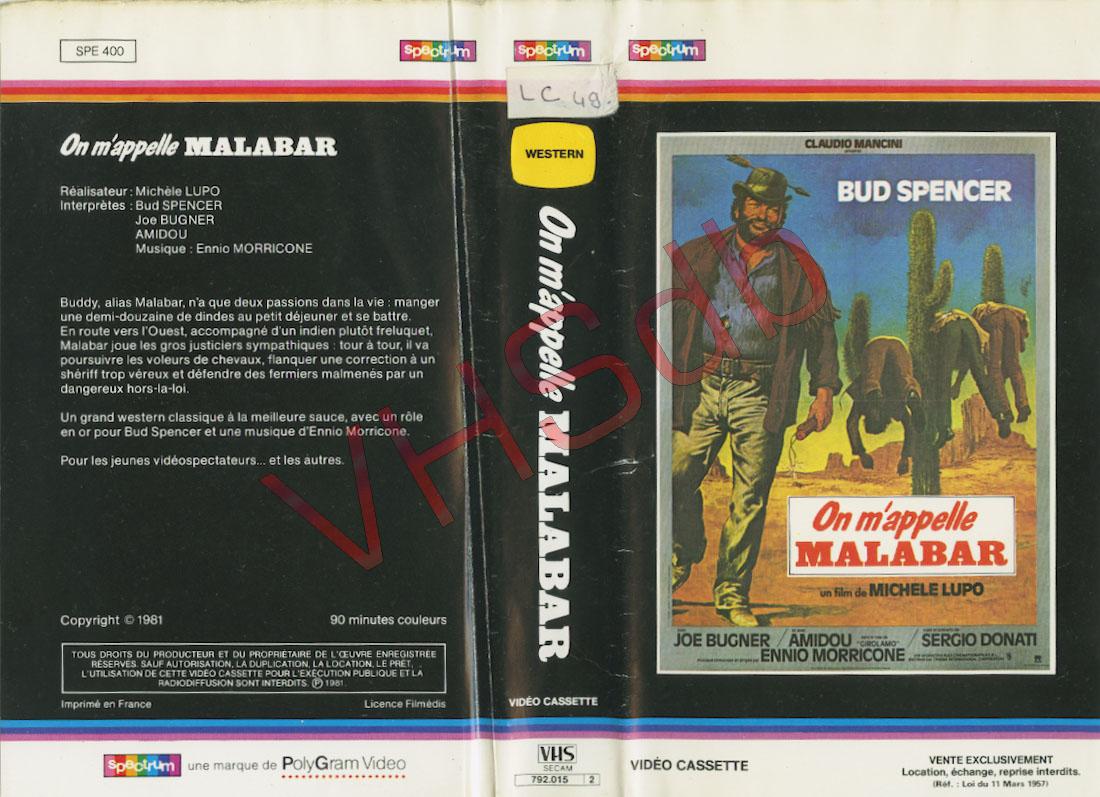 SPE 400
spectrum
On m'appelle MALABAR
Réalisateur : Michèle LUPO
Interprètes : Bud SPENCER
Joe BUGNER
AMIDOU
Musique : Ennio MORRICONE
Buddy, alias Malabar, n'a que deux passions dans la vie : manger
une demi-douzaine de dindes au petit déjeuner et se battre.
En route vers l'Ouest, accompagné d'un indien plutôt freluquet,
Malabar joue les gros justiciers sympathiques : tour à tour, il va
poursuivre les voleurs de chevaux, flanquer une correction à un
shériff trop véreux et défendre des fermiers malmenés par un
dangereux hors-la-loi.
Un grand western classique à la meilleure sauce, avec un rôle
en or pour Bud Spencer et une musique d'Ennio Morricone.
Pour les jeunes vidéospectateurs... et les autres.
Copyright © 1981 90 minutes couleurs
TOUS DROITS DU PRODUCTEUR ET DU PROPRIÉTAIRE DE L'ŒUVRE ENREGISTRÉE
RÉSERVÉS. SAUF AUTORISATION, LA DUPLICATION, LA LOCATION, LE PRÊT,
L'UTILISATION DE CETTE VIDÉO CASSETTE POUR L'EXÉCUTION PUBLIQUE ET LA
RADIODIFFUSION SONT INTERDITS. Ⓟ 1981.
Imprimé en France Licence Filmédis
spectrum une marque de PolyGram Video
spectrum
LC 49.
WESTERN
On m'appelle MALABAR
VIDÉO CASSETTE
VHS
SECAM
792.015 2
spectrum
CLAUDIO MANCINI
BUD SPENCER
On m'appelle
MALABAR
un film de MICHELE LUPO
JOE BUGNER / AMIDOU "GIROLAMO" / SERGIO DONATI
ENNIO MORRICONE
VIDÉO CASSETTE
VENTE EXCLUSIVEMENT
Location, échange, reprise interdits.
(Réf. : Loi du 11 Mars 1957)
VHSdb